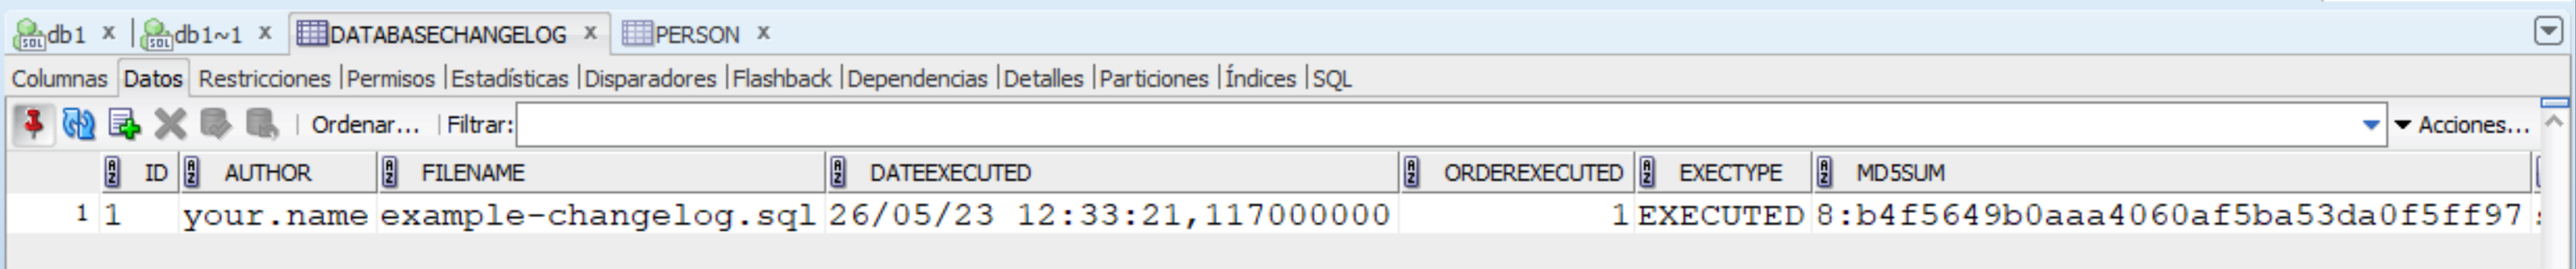 db1 x db1~1 x DATABASECHANGELOG x PERSON x
Columnas Datos Restricciones Permisos Estadísticas Disparadores Flashback Dependencias Detalles Particiones Índices SQL
Ordenar... Filtrar: Acciones...
ID AUTHOR FILENAME DATEEXECUTED ORDEREXECUTED EXECTYPE MD5SUM
1 1 your.name example-changelog.sql 26/05/23 12:33:21,117000000 1 EXECUTED 8:b4f5649b0aaa4060af5ba53da0f5ff97